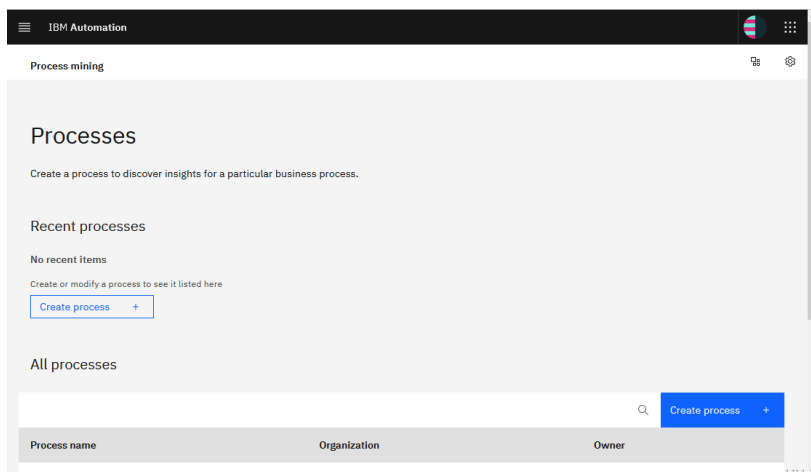 IBM Automation
Process mining
Processes
Create a process to discover insights for a particular business process.
Recent processes
No recent items
Create or modify a process to see it listed here
Create process +
All processes
Create process +
Process name Organization Owner